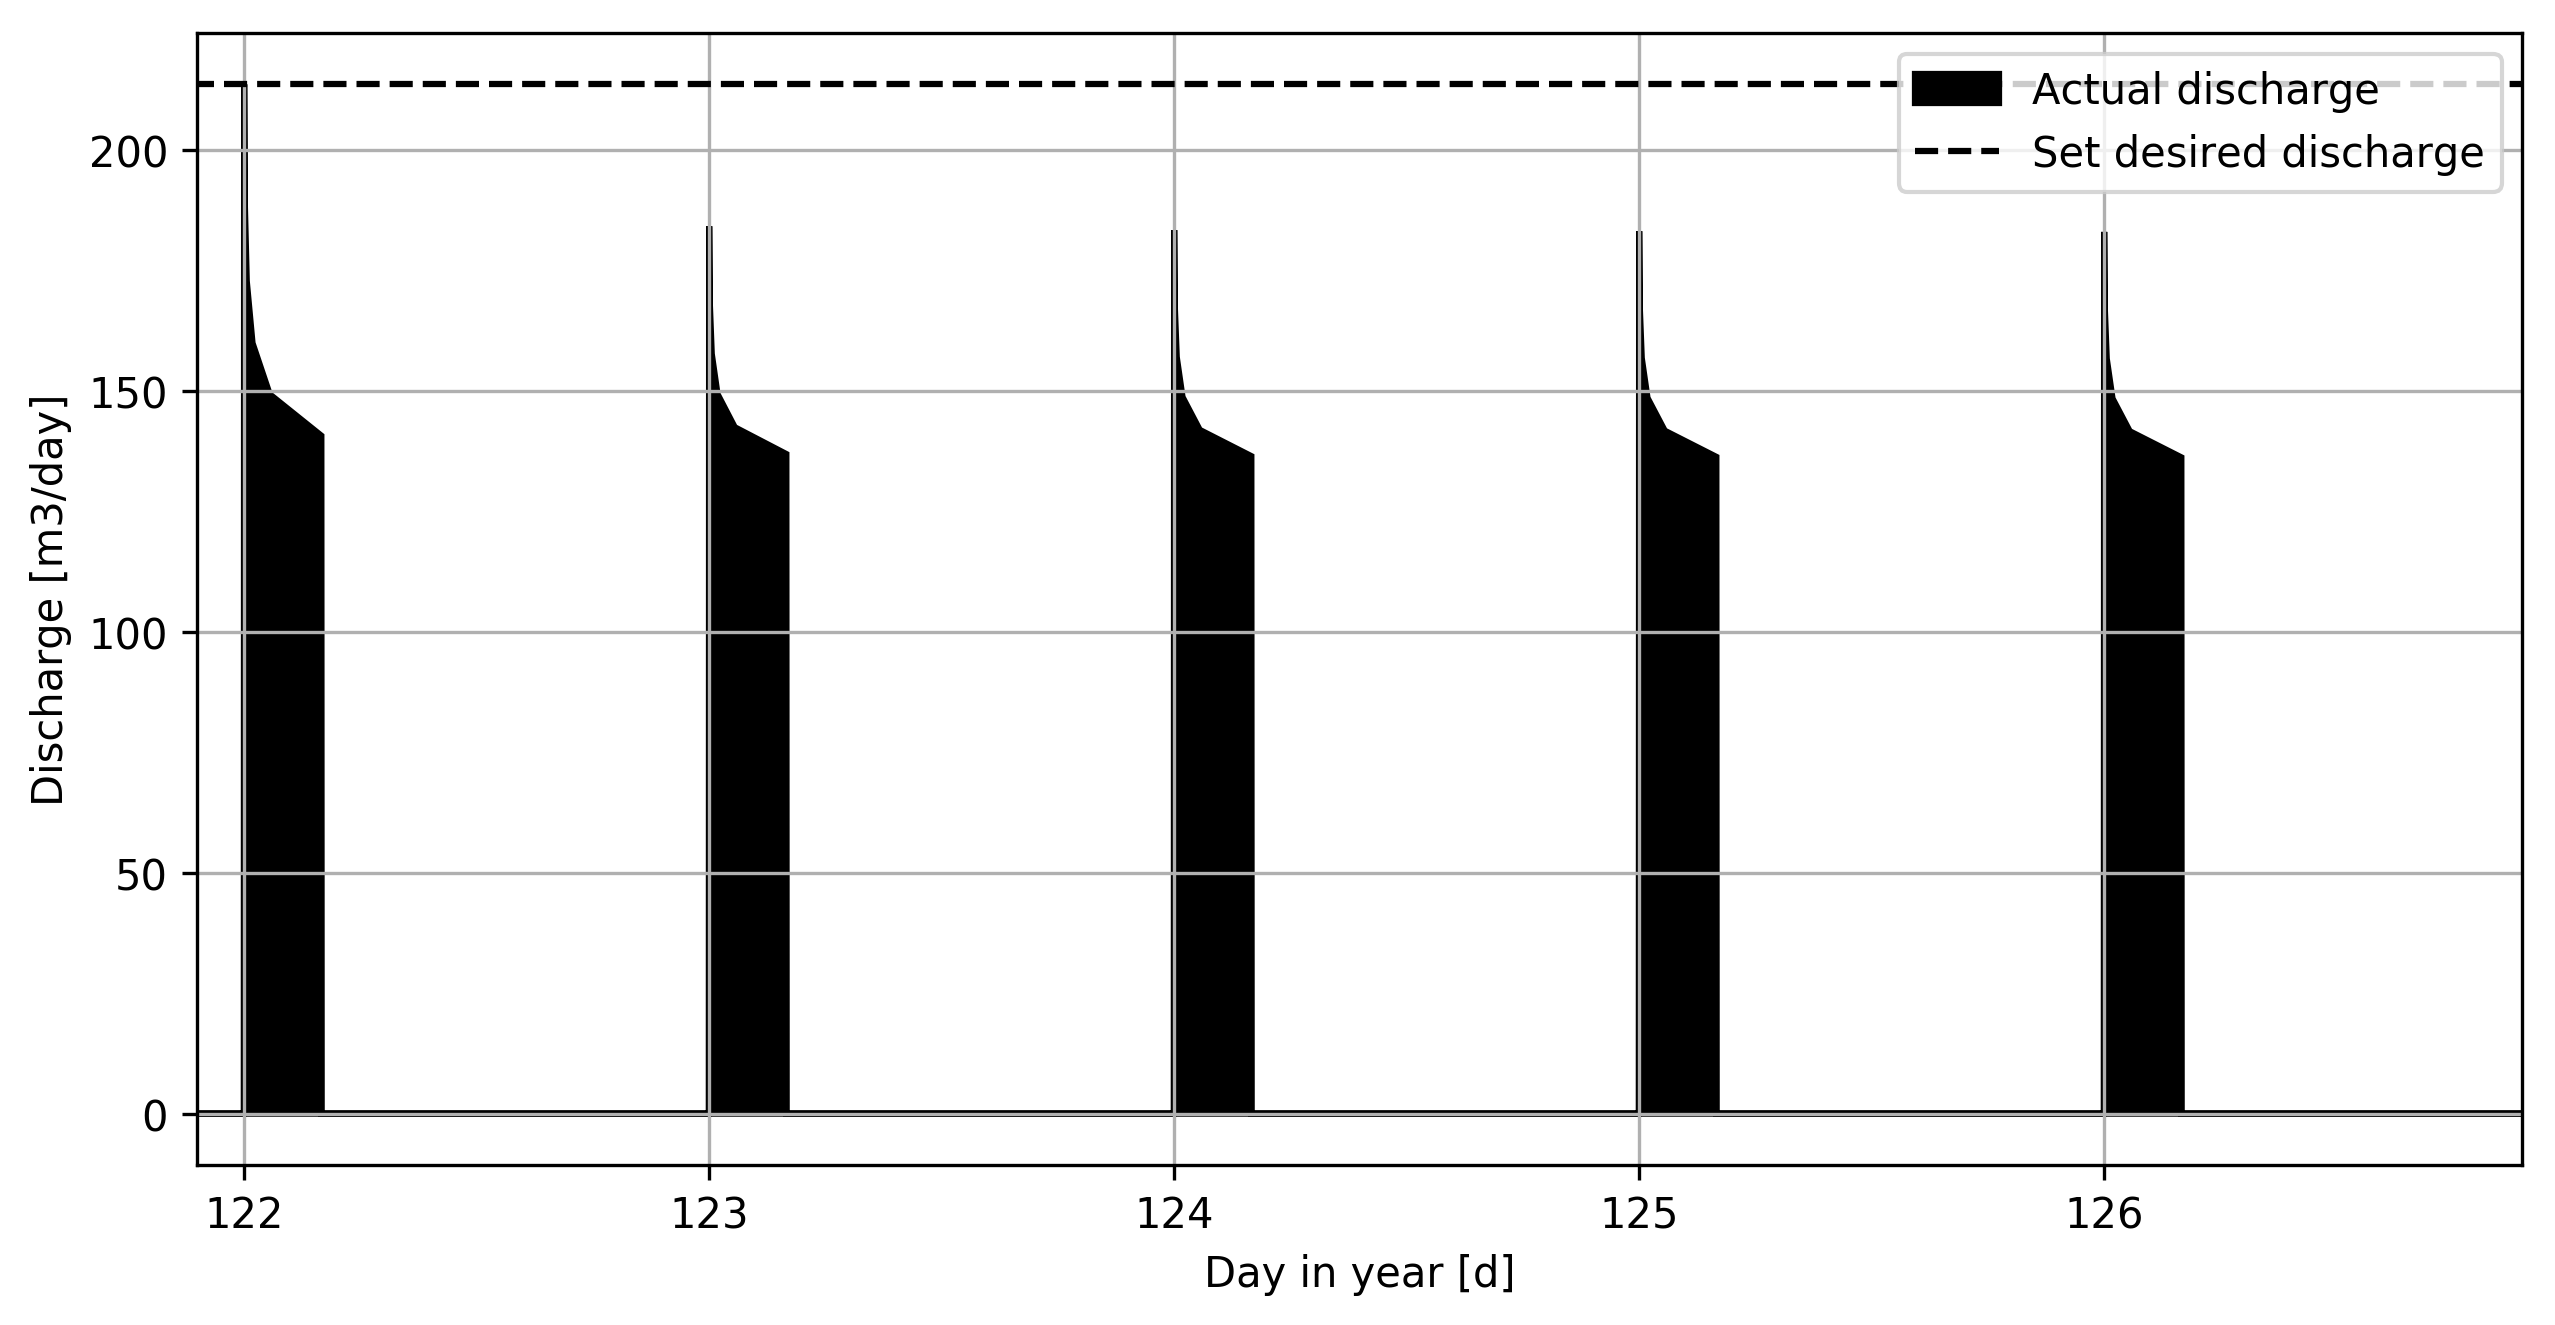 Actual discharge
Set desired discharge
200
150
100
50
0
Discharge [m3/day]
122 123 124 125 126
Day in year [d]